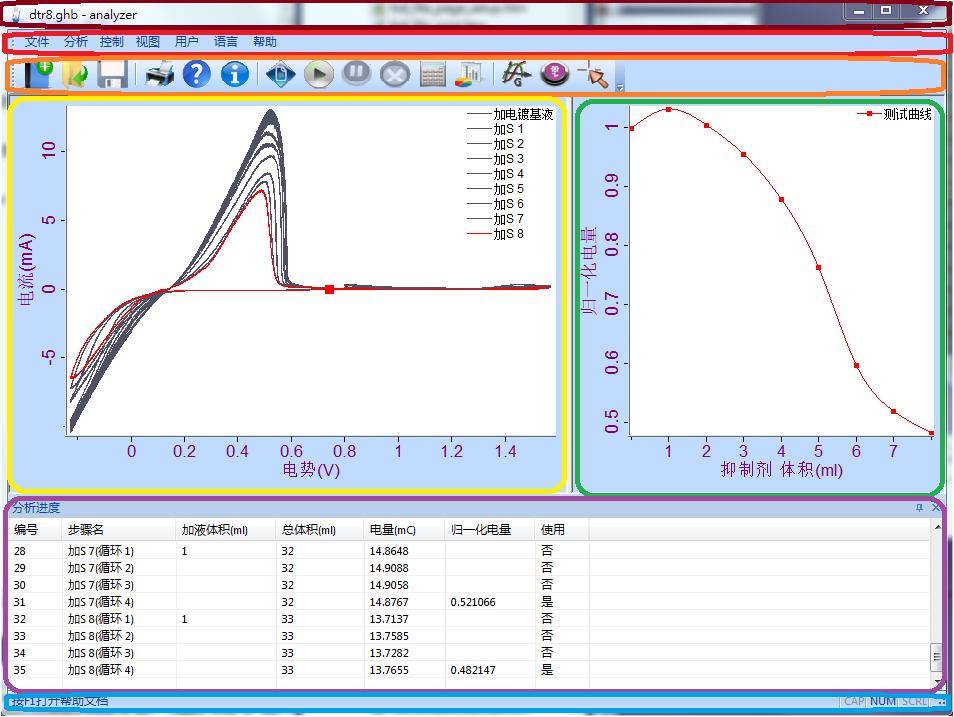 dtr8.ghb - analyzer
文件 分析 控制 视图 用户 语言 帮助
加电镀基液
加S 1
加S 2
加S 3
加S 4
加S 5
加S 6
加S 7
加S 8
电流(mA)
10
5
0
-5
0 0.2 0.4 0.6 0.8 1 1.2 1.4
电势(V)
测试曲线
归一化电量
1
0.9
0.8
0.7
0.6
0.5
1 2 3 4 5 6 7
抑制剂 体积(ml)
分析进度
编号 步骤名 加液体积(ml) 总体积(ml) 电量(mC) 归一化电量 使用
28 加S 7(循环 1) 1 32 14.8648 否
29 加S 7(循环 2) 32 14.9088 否
30 加S 7(循环 3) 32 14.9058 否
31 加S 7(循环 4) 32 14.8767 0.521066 是
32 加S 8(循环 1) 1 33 13.7137 否
33 加S 8(循环 2) 33 13.7585 否
34 加S 8(循环 3) 33 13.7282 否
35 加S 8(循环 4) 33 13.7655 0.482147 是
按F1打开帮助文档 CAP NUM SCRL